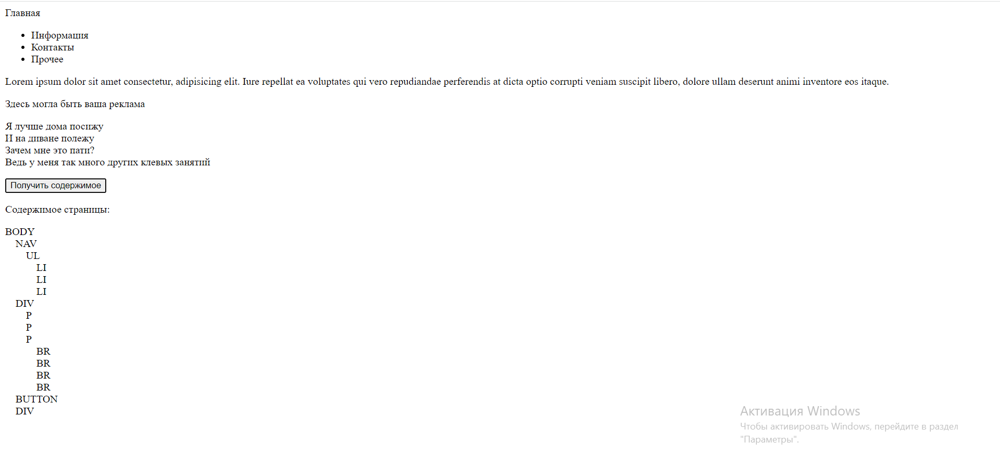 Главная
Информация
Контакты
Прочее
Lorem ipsum dolor sit amet consectetur, adipisicing elit. Iure repellat ea voluptates qui vero repudiandae perferendis at dicta optio corrupti veniam suscipit libero, dolore ullam deserunt animi inventore eos itaque.
Здесь могла быть ваша реклама
Я лучше дома посижу
И на диване полежу
Зачем мне это пати?
Ведь у меня так много других клевых занятий
Получить содержимое
Содержимое страницы:
BODY
NAV
UL
LI
LI
LI
DIV
P
P
P
BR
BR
BR
BR
BUTTON
DIV
Активация Windows
Чтобы активировать Windows, перейдите в раздел
"Параметры".